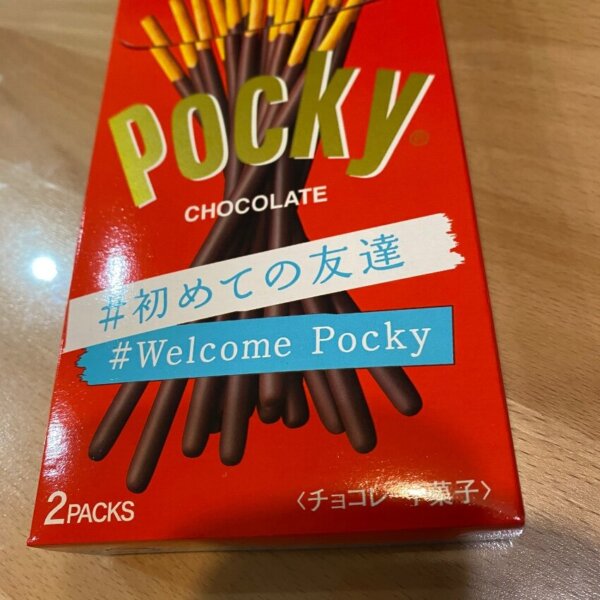 Pocky®
CHOCOLATE
#初めての友達
#Welcome Pocky
2PACKS
〈チョコレート菓子〉